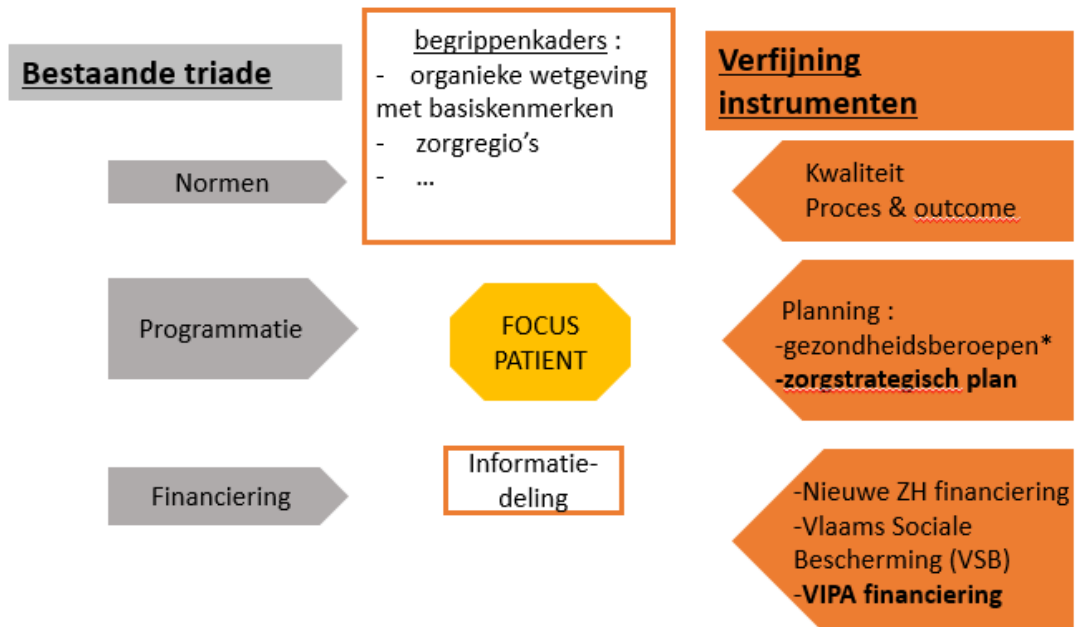 Bestaande triade
Normen
Programmatie
Financiering
begrippenkaders :
- organieke wetgeving
met basiskenmerken
- zorgregio's
- ...
FOCUS
PATIENT
Informatie-
deling
Verfijning
instrumenten
Kwaliteit
Proces & outcome
Planning :
-gezondheidsberoepen*
-zorgstrategisch plan
-Nieuwe ZH financiering
-Vlaams Sociale
Bescherming (VSB)
-VIPA financiering